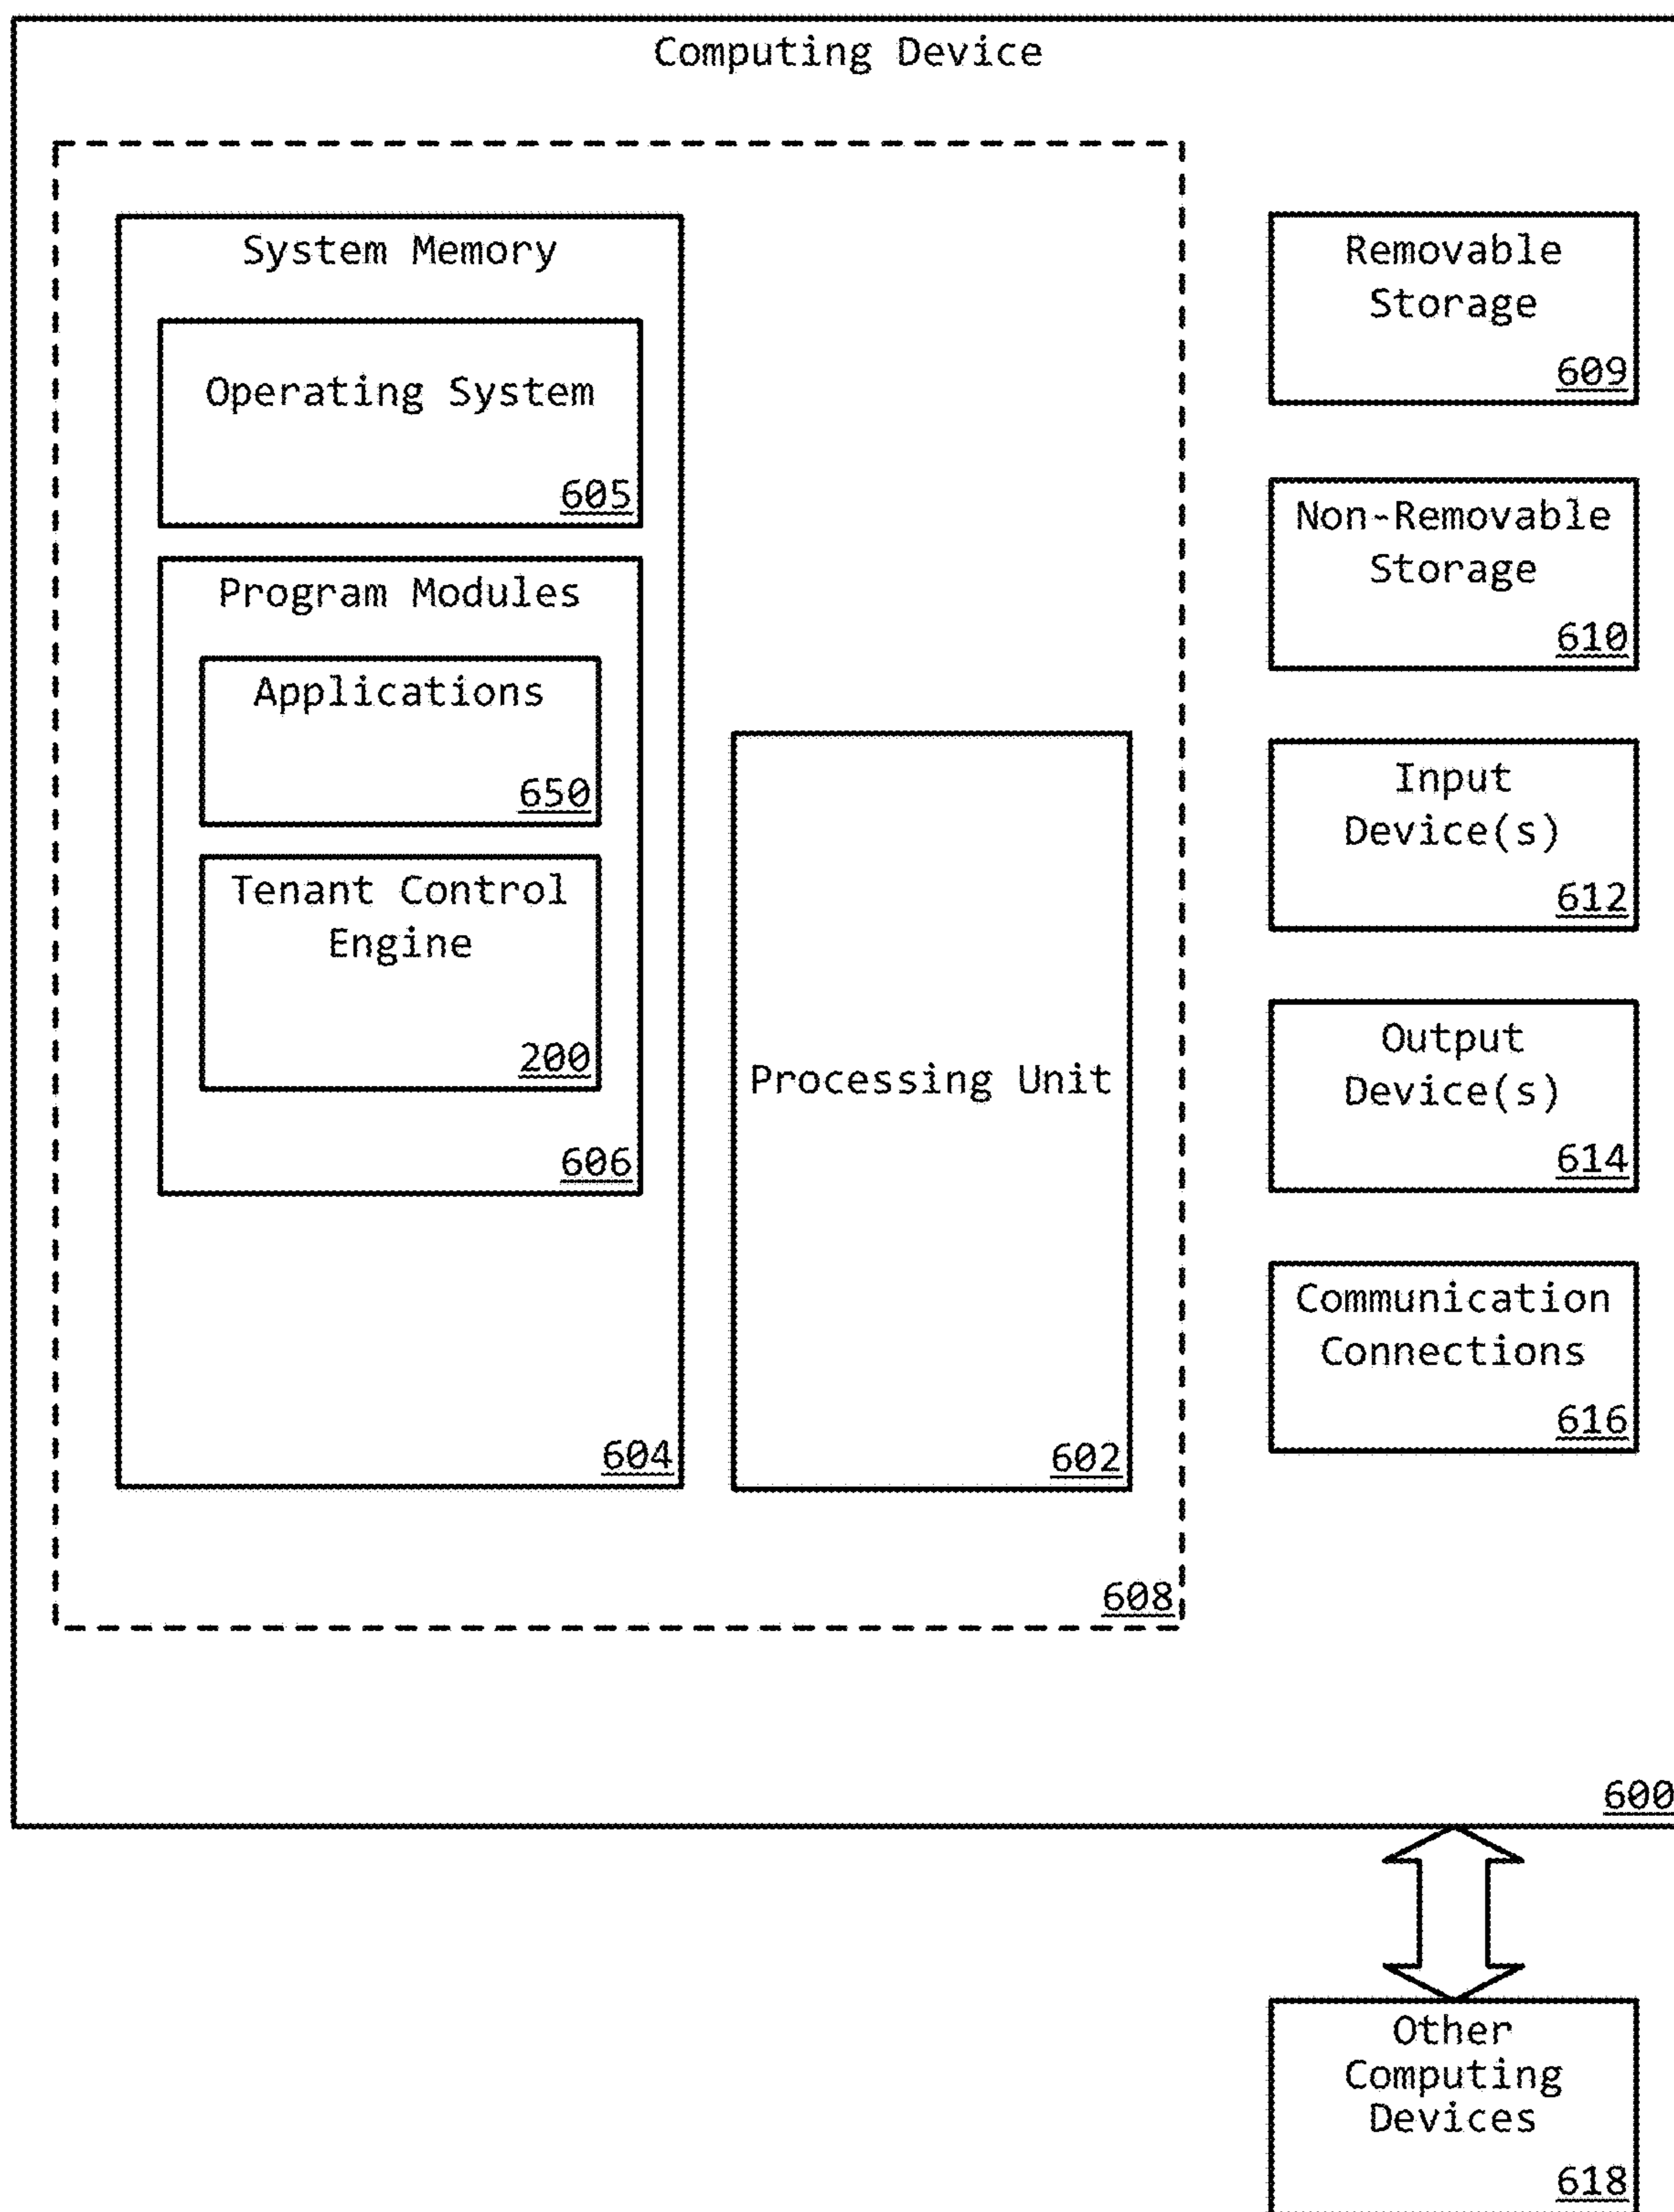 Computing Device
System Memory
Operating System
605
Program Modules
Applications
650
Tenant Control
Engine
200
606
604
Processing Unit
602
608
Removable
Storage
609
Non-Removable
Storage
610
Input
Device(s)
612
Output
Device(s)
614
Communication
Connections
616
600
Other
Computing
Devices
618